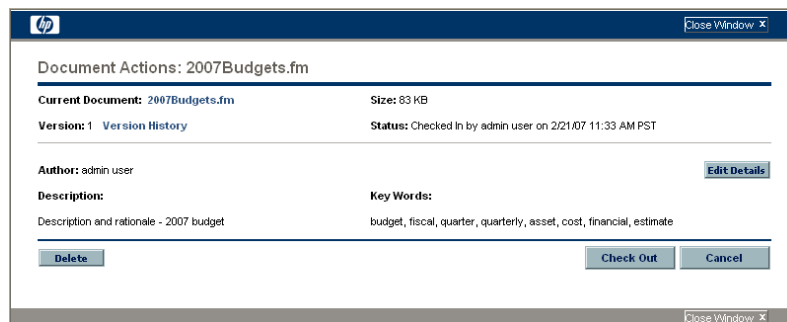 hp
Close Window X
Document Actions: 2007Budgets.fm
Current Document: 2007Budgets.fm Size: 83 KB
Version: 1 Version History Status: Checked In by admin user on 2/21/07 11:33 AM PST
Author: admin user Edit Details
Description: Key Words:
Description and rationale - 2007 budget budget, fiscal, quarter, quarterly, asset, cost, financial, estimate
Delete Check Out Cancel
Close Window X